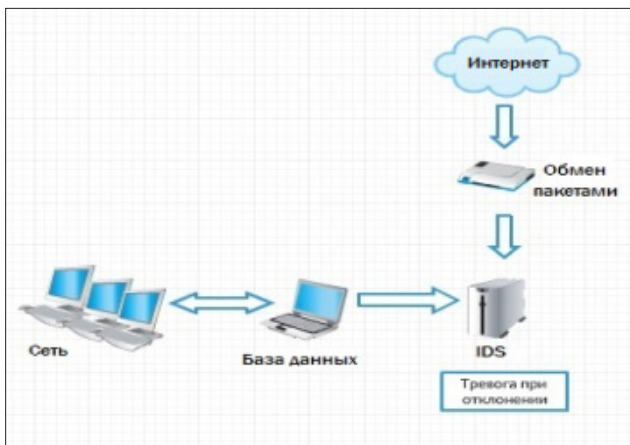 Интернет
Обмен
пакетами
Сеть
База данных
IDS
Тревога при
отклонении